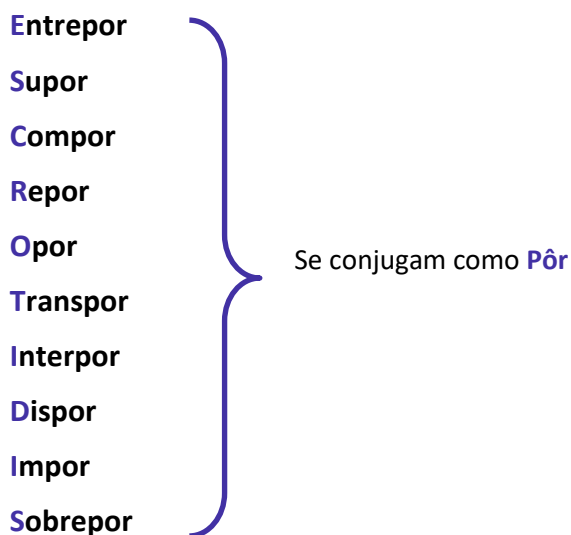 Entrepor
Supor
Compor
Repor
Opor
Transpor
Interpor
Dispor
Impor
Sobrepor
Se conjugam como Pôr